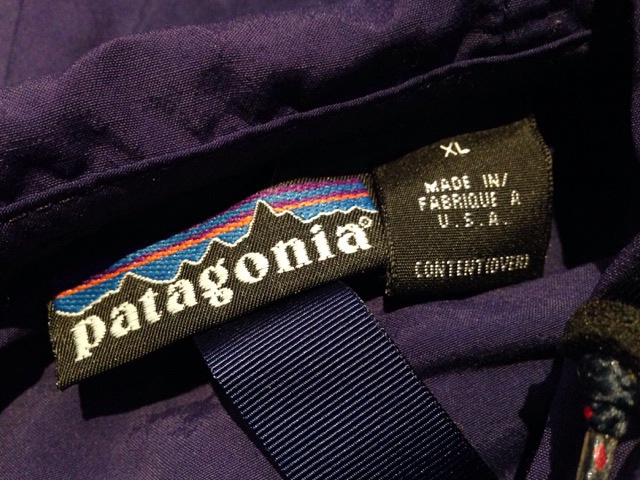 patagonia®
XL
MADE IN/
FABRIQUE A
U.S.A.
CONTENT (OVER)